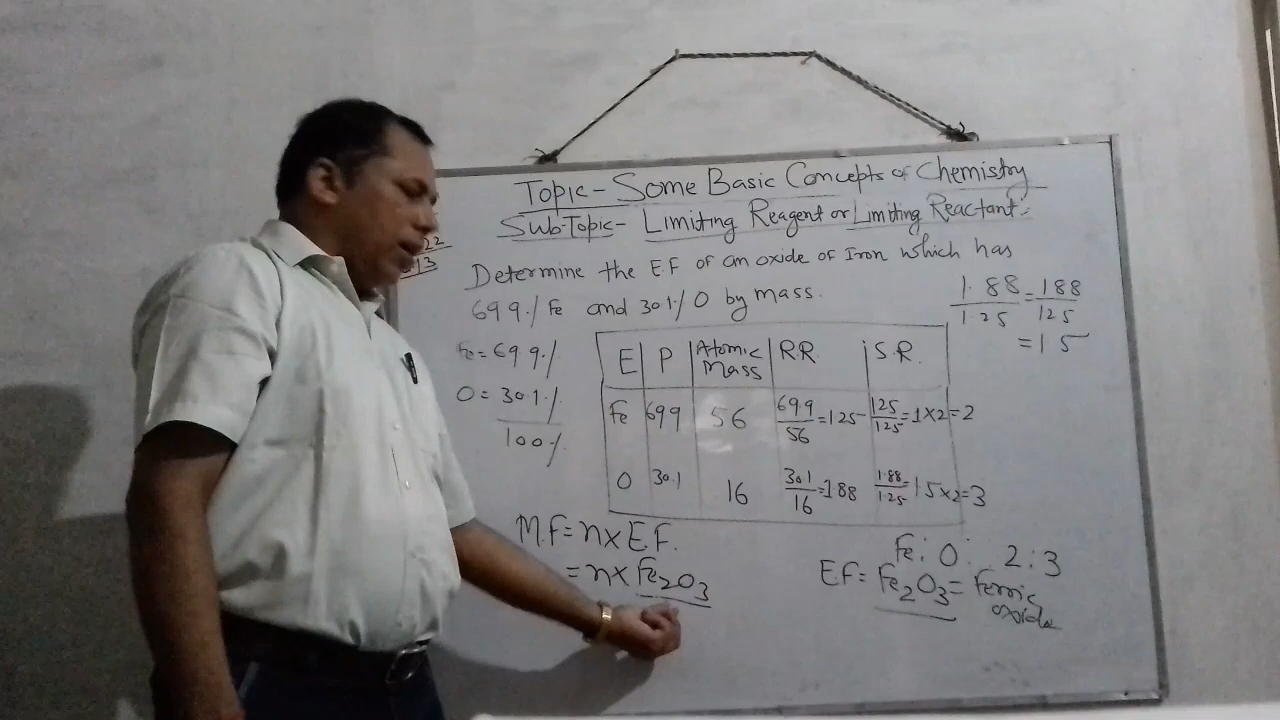 Topic - Some Basic Concepts of Chemistry
Sub-Topic - Limiting Reagent or Limiting Reactant :-
22
13
Determine the E.F of an oxide of Iron which has
69.9% Fe and 30.1% O by mass.
1.88/1.25 = 188/125
= 1.5
Fe = 69.9%
O = 30.1%
100%
E P Atomic Mass R.R. S.R.
Fe 69.9 56 69.9/56 = 1.25 1.25/1.25 = 1 x 2 = 2
O 30.1 16 30.1/16 = 1.88 1.88/1.25 = 1.5 x 2 = 3
M.F = n x E F.
= n x Fe2O3
Fe : O : 2 : 3
EF = Fe2O3 = Ferric
oxide